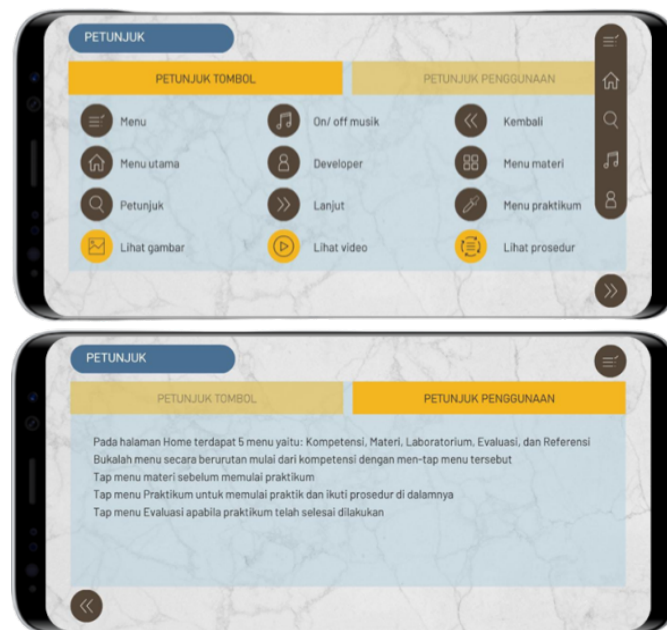 PETUNJUK
PETUNJUK TOMBOL
PETUNJUK PENGGUNAAN
Menu
On/ off musik
Kembali
Menu utama
Developer
Menu materi
Petunjuk
Lanjut
Menu praktikum
Lihat gambar
Lihat video
Lihat prosedur
PETUNJUK
PETUNJUK TOMBOL
PETUNJUK PENGGUNAAN
Pada halaman Home terdapat 5 menu yaitu: Kompetensi, Materi, Laboratorium, Evaluasi, dan Referensi
Bukalah menu secara berurutan mulai dari kompetensi dengan men-tap menu tersebut
Tap menu materi sebelum memulai praktikum
Tap menu Praktikum untuk memulai praktik dan ikuti prosedur di dalamnya
Tap menu Evaluasi apabila praktikum telah selesai dilakukan